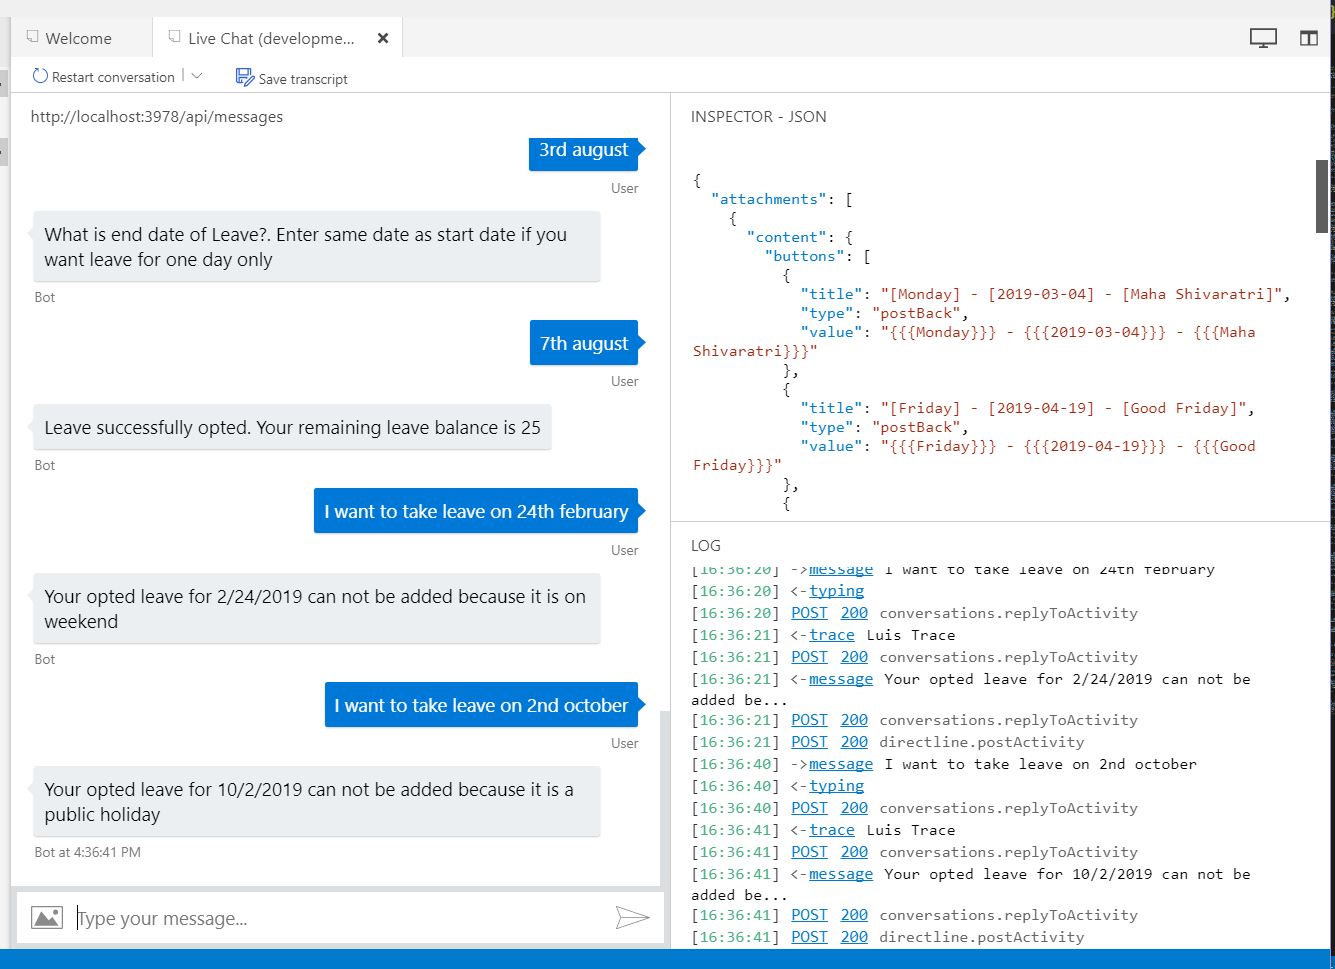 Welcome
Live Chat (developme...
Restart conversation
Save transcript
http://localhost:3978/api/messages
3rd august
User
What is end date of Leave?. Enter same date as start date if you
want leave for one day only
Bot
7th august
User
Leave successfully opted. Your remaining leave balance is 25
Bot
I want to take leave on 24th february
User
Your opted leave for 2/24/2019 can not be added because it is on
weekend
Bot
I want to take leave on 2nd october
User
Your opted leave for 10/2/2019 can not be added because it is a
public holiday
Bot at 4:36:41 PM
Type your message...
INSPECTOR - JSON
{
"attachments": [
{
"content": {
"buttons": [
{
"title": "[Monday] - [2019-03-04] - [Maha Shivaratri]",
"type": "postBack",
"value": "{{{Monday}}} - {{{2019-03-04}}} - {{{Maha
Shivaratri}}}"
},
{
"title": "[Friday] - [2019-04-19] - [Good Friday]",
"type": "postBack",
"value": "{{{Friday}}} - {{{2019-04-19}}} - {{{Good
Friday}}}"
},
{
LOG
[16:36:20] ->message I want to take leave on 24th february
[16:36:20] <-typing
[16:36:20] POST 200 conversations.replyToActivity
[16:36:21] <-trace Luis Trace
[16:36:21] POST 200 conversations.replyToActivity
[16:36:21] <-message Your opted leave for 2/24/2019 can not be
added be...
[16:36:21] POST 200 conversations.replyToActivity
[16:36:21] POST 200 directline.postActivity
[16:36:40] ->message I want to take leave on 2nd october
[16:36:40] <-typing
[16:36:40] POST 200 conversations.replyToActivity
[16:36:41] <-trace Luis Trace
[16:36:41] POST 200 conversations.replyToActivity
[16:36:41] <-message Your opted leave for 10/2/2019 can not be
added be...
[16:36:41] POST 200 conversations.replyToActivity
[16:36:41] POST 200 directline.postActivity